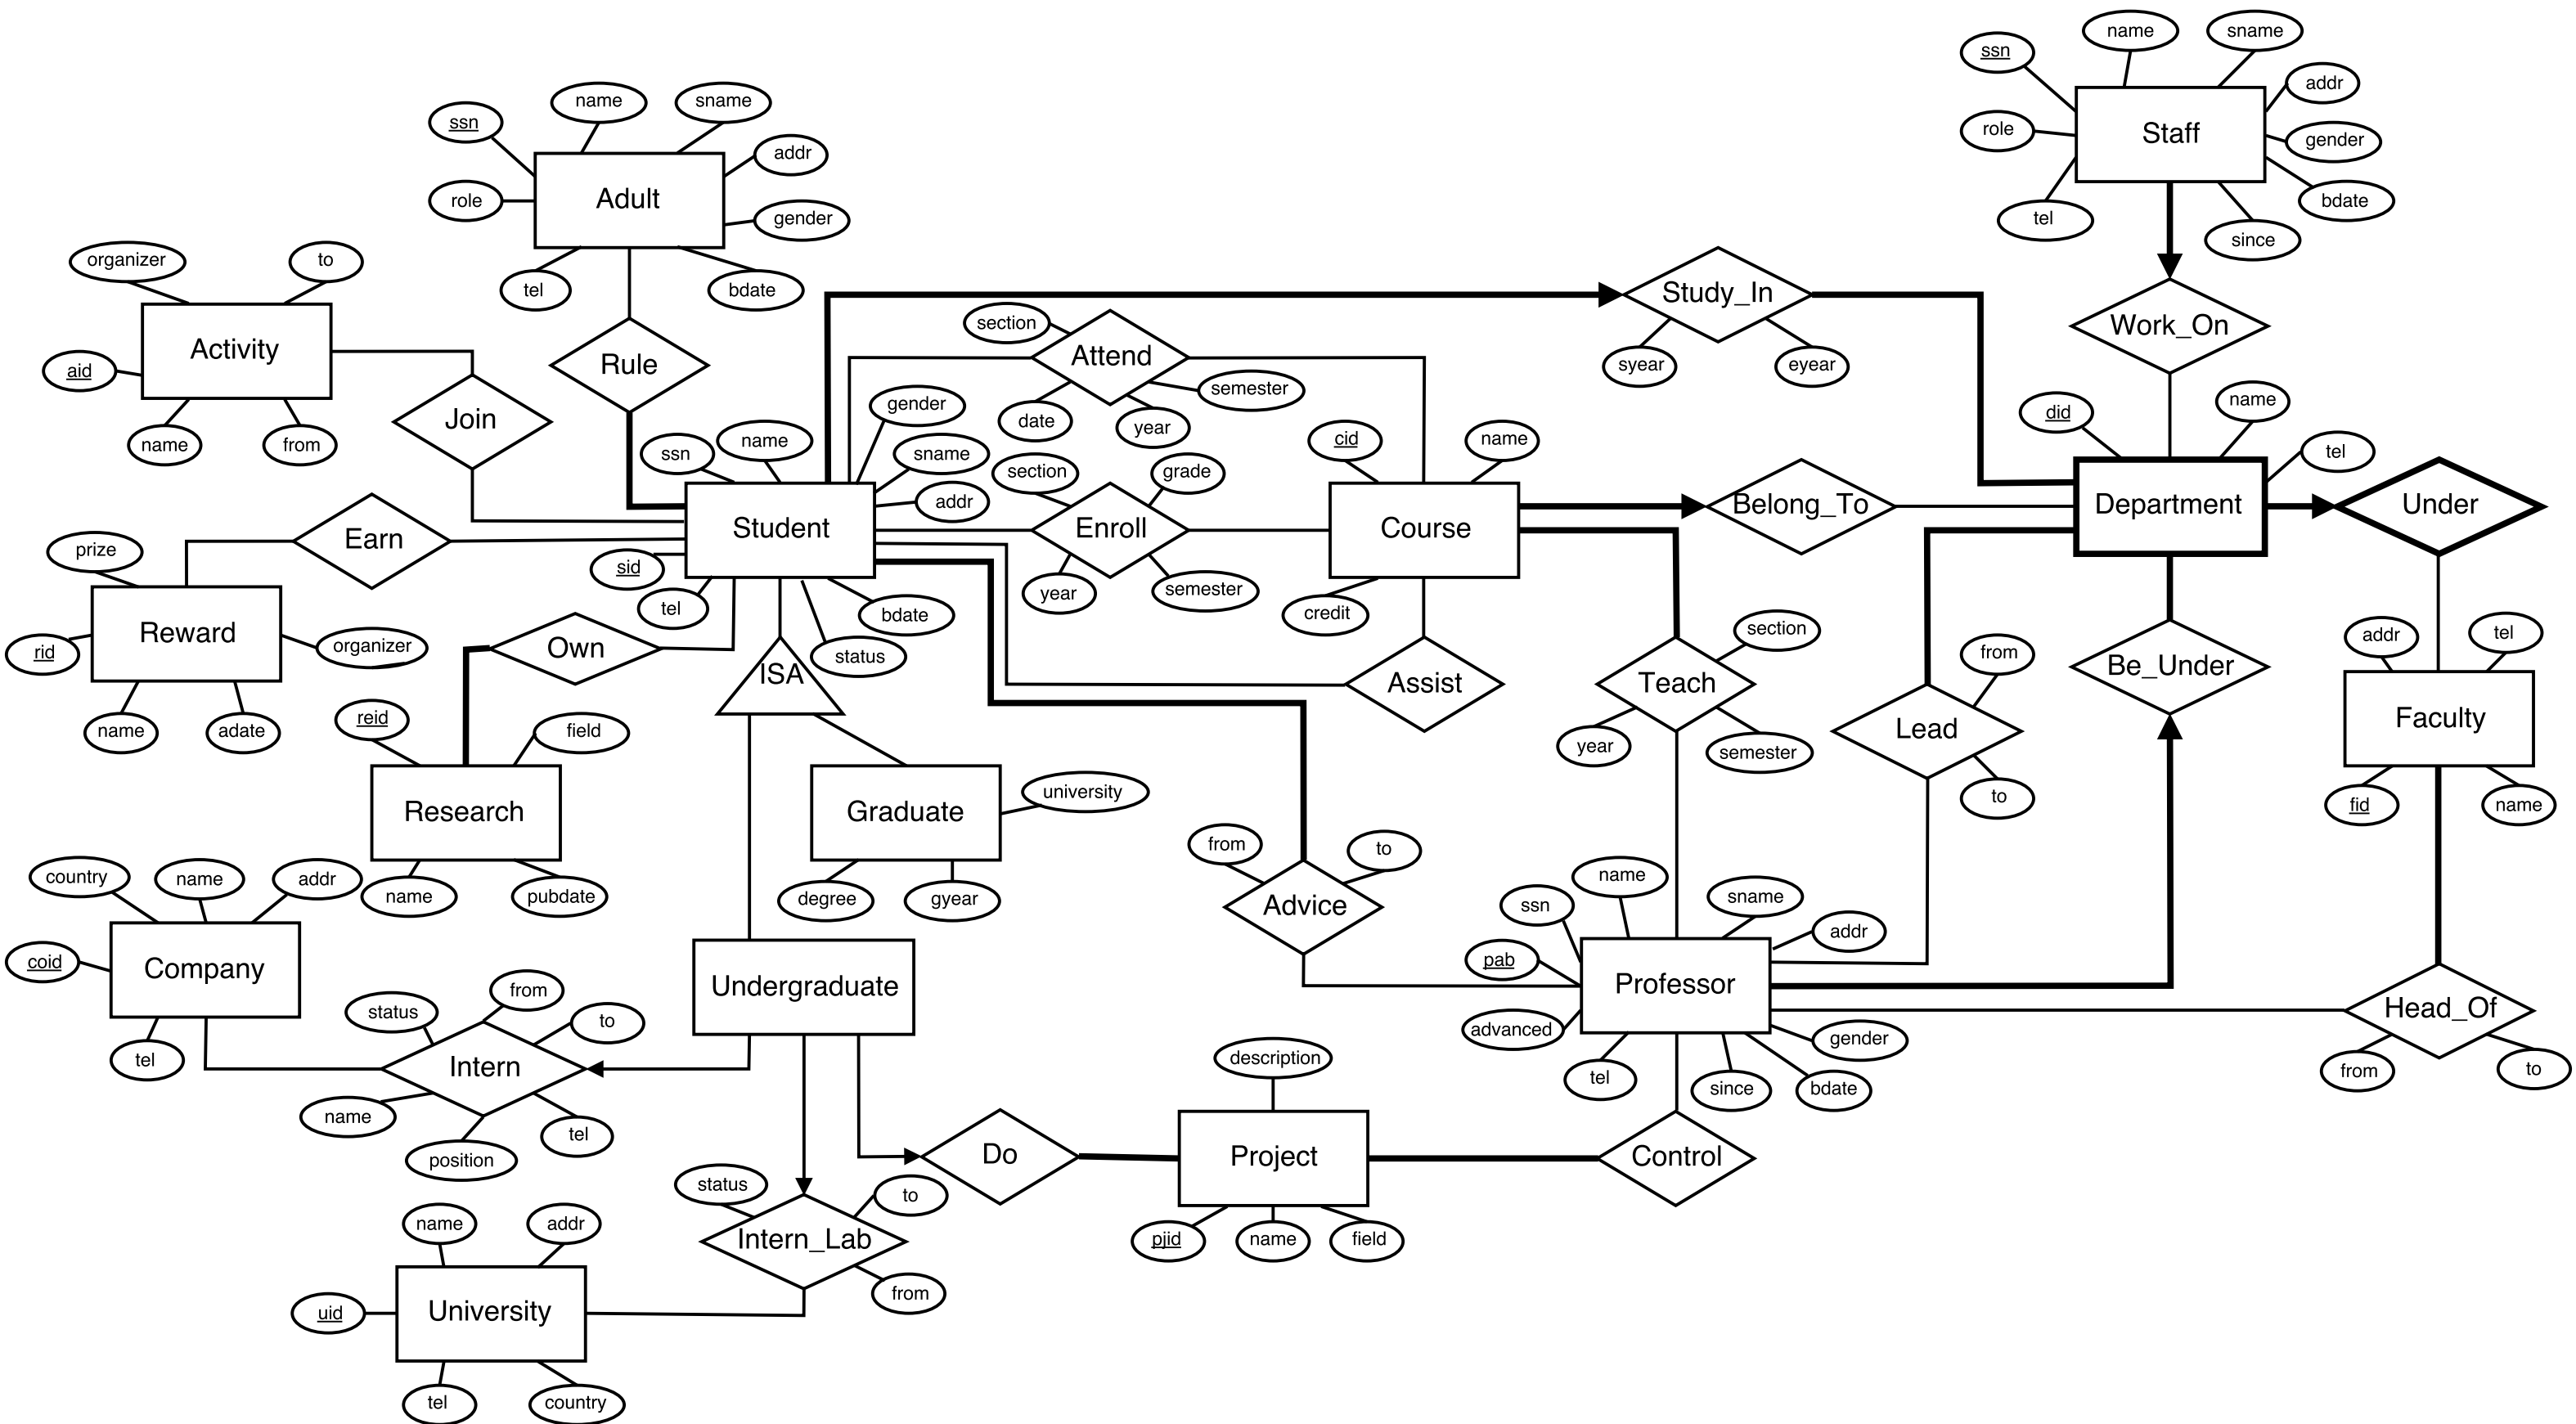 name
sname
ssn
addr
role
Staff
gender
tel
bdate
since
name
sname
ssn
addr
role
Adult
gender
tel
bdate
organizer
to
Activity
aid
name
from
Join
Rule
Study_In
syear
eyear
Work_On
section
Attend
semester
date
year
gender
ssn
name
sname
addr
Student
sid
tel
bdate
status
section
grade
Enroll
year
semester
cid
name
Course
credit
Belong_To
did
name
tel
Department
Under
prize
Earn
Reward
rid
organizer
name
adate
Own
ISA
Assist
Teach
section
year
semester
Lead
from
to
Be_Under
addr
tel
Faculty
fid
name
reid
field
Research
name
pubdate
Graduate
university
degree
gyear
country
name
addr
coid
Company
tel
from
to
Advice
ssn
name
sname
addr
pab
Professor
advanced
tel
since
bdate
gender
Head_Of
from
to
Undergraduate
status
from
to
Intern
name
position
tel
description
Do
Project
Control
pjid
name
field
status
to
Intern_Lab
from
name
addr
uid
University
tel
country